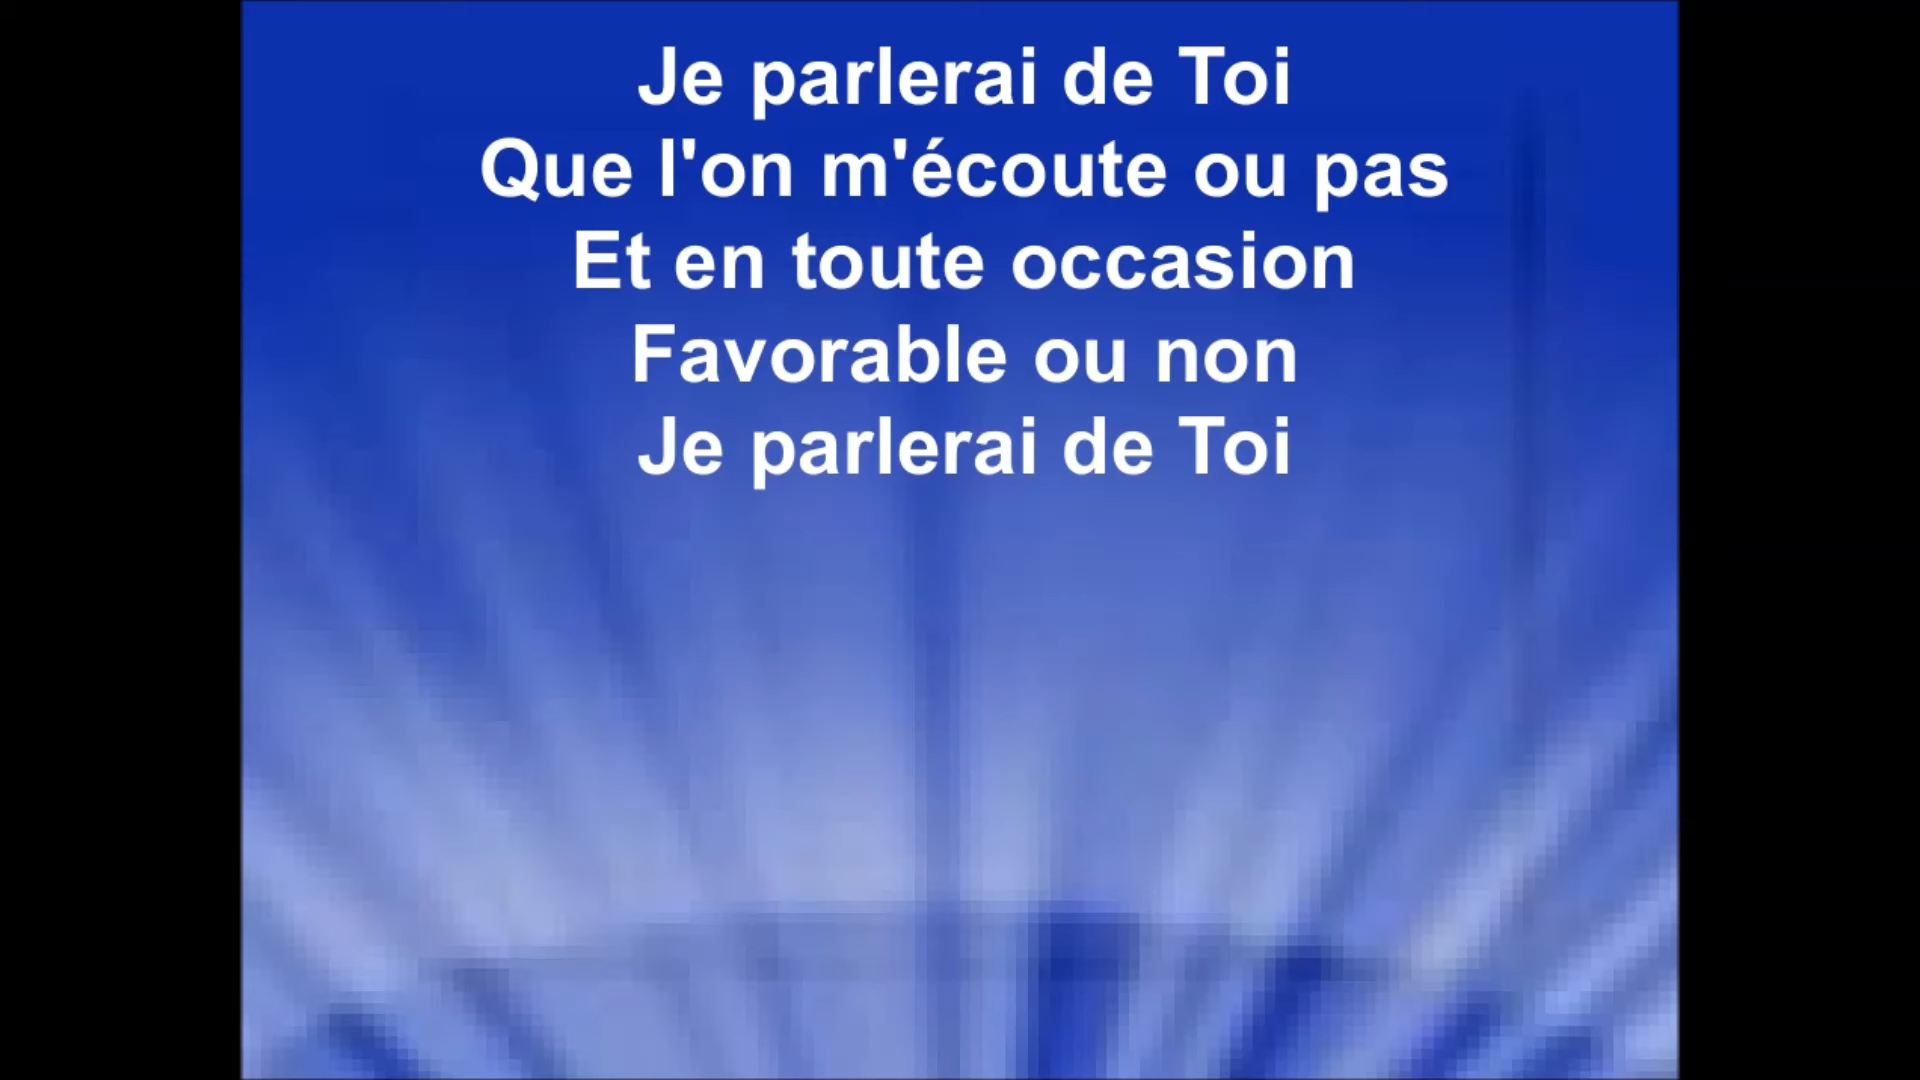 Je parlerai de Toi
Que l'on m'écoute ou pas
Et en toute occasion
Favorable ou non
Je parlerai de Toi